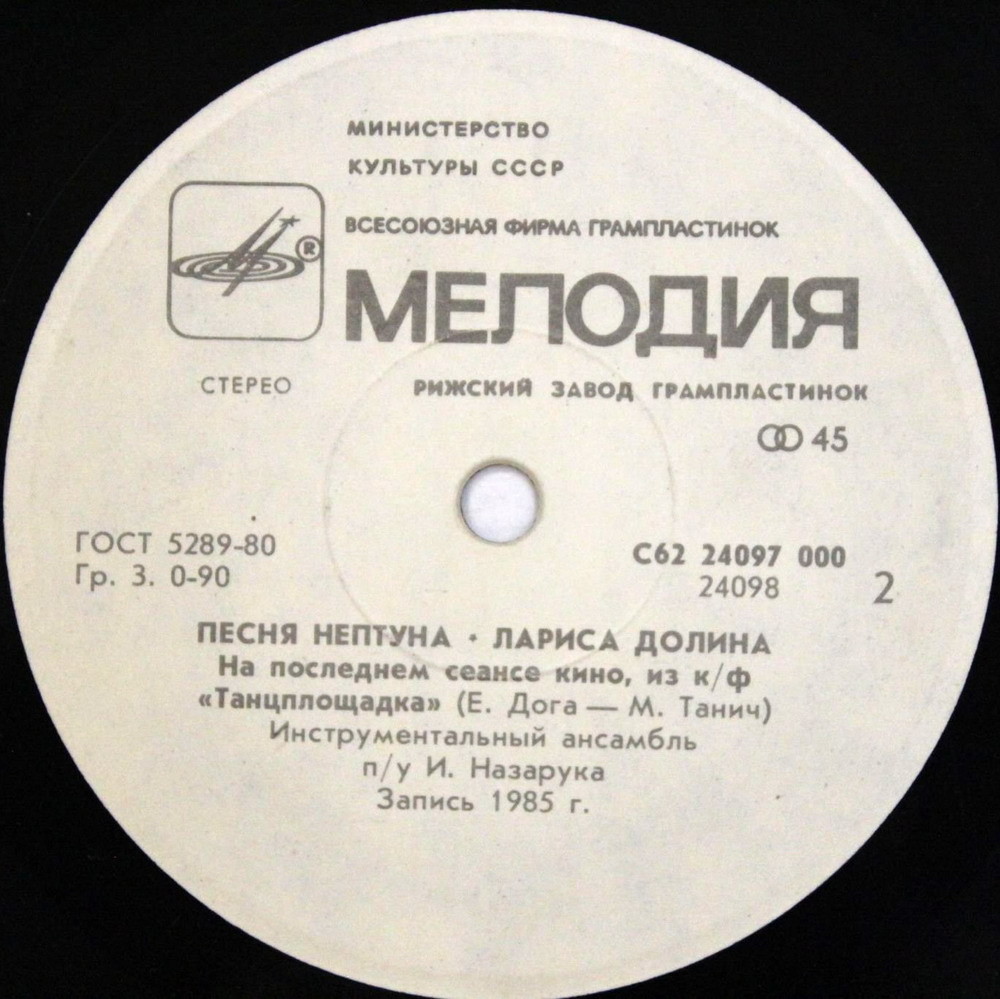 МИНИСТЕРСТВО
КУЛЬТУРЫ СССР
ВСЕСОЮЗНАЯ ФИРМА ГРАМПЛАСТИНОК
®
МЕЛОДИЯ
СТЕРЕО
РИЖСКИЙ ЗАВОД ГРАМПЛАСТИНОК
45
ГОСТ 5289-80
Гр. 3. 0-90
С62 24097 000
24098
2
ПЕСНЯ НЕПТУНА · ЛАРИСА ДОЛИНА
На последнем сеансе кино, из к/ф
«Танцплощадка» (Е. Дога — М. Танич)
Инструментальный ансамбль
п/у И. Назарука
Запись 1985 г.